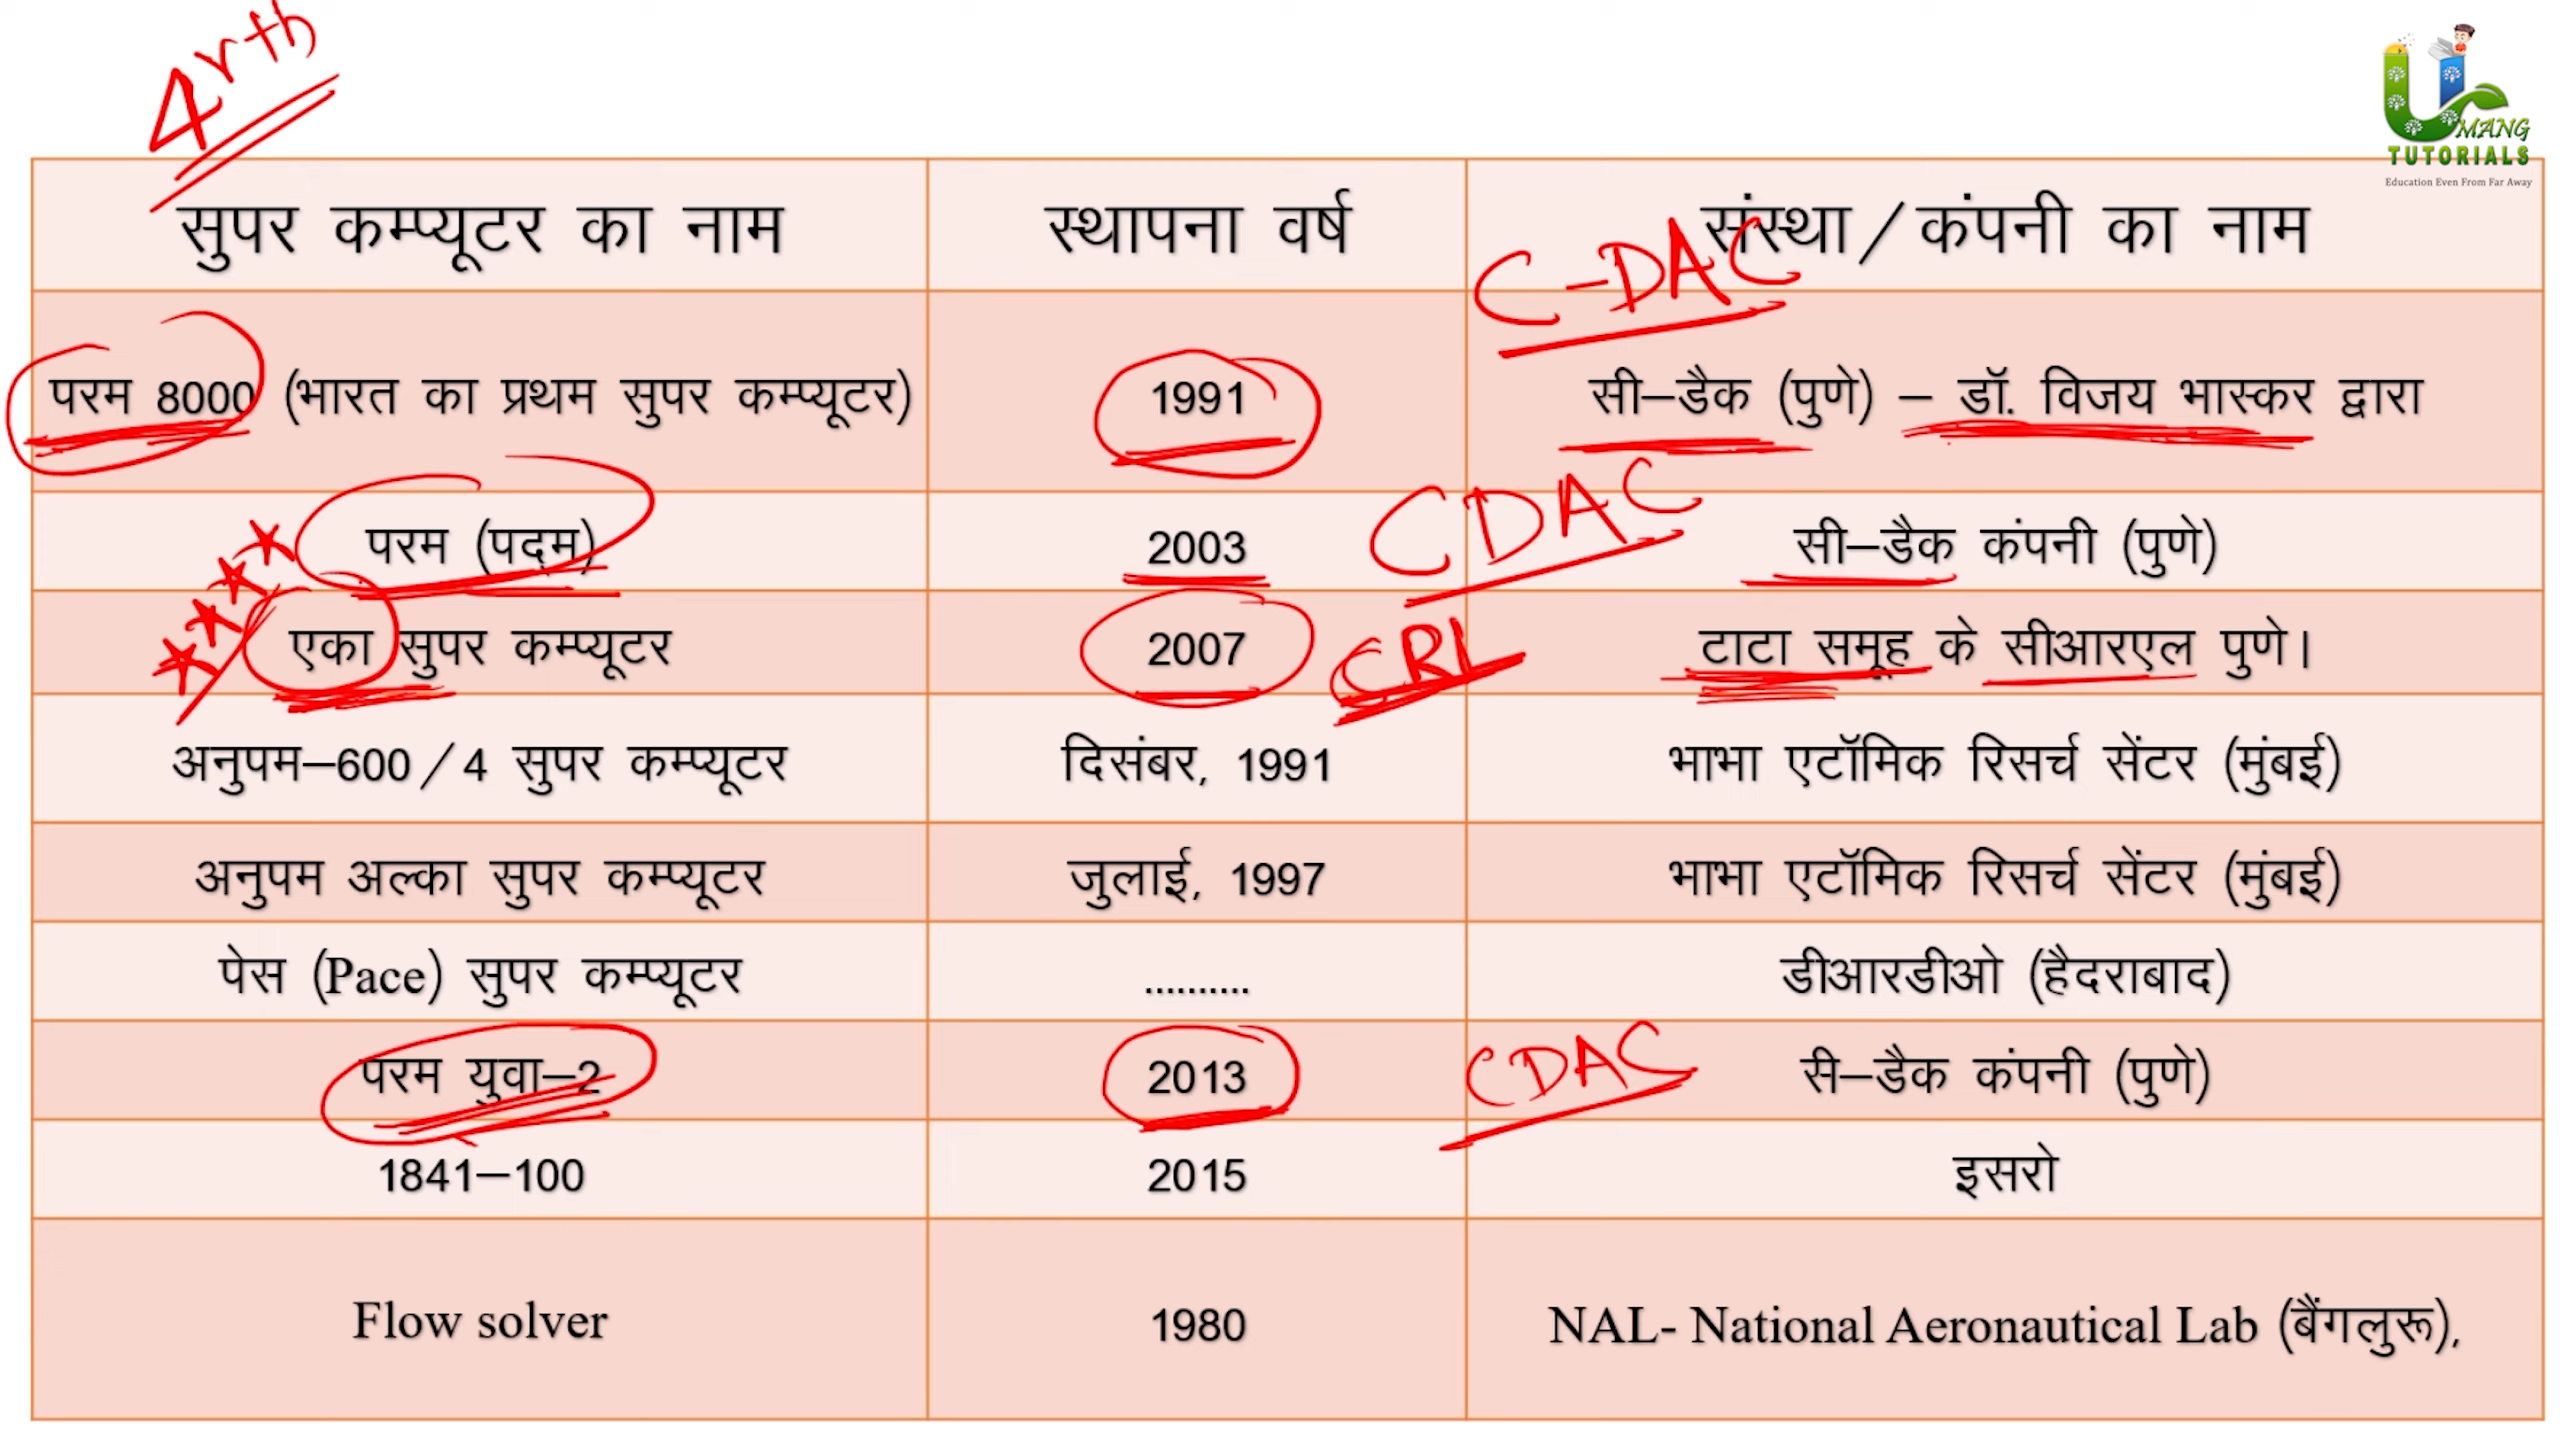 4rth
UMANG
TUTORIALS
Education Even From Far Away
सुपर कम्प्यूटर का नाम स्थापना वर्ष संस्था/कंपनी का नाम
C-DAC
परम 8000 (भारत का प्रथम सुपर कम्प्यूटर) 1991 सी–डैक (पुणे) – डॉ. विजय भास्कर द्वारा
परम (पद्म) 2003 CDAC सी–डैक कंपनी (पुणे)
एका सुपर कम्प्यूटर 2007 CRL टाटा समूह के सीआरएल पुणे।
अनुपम–600/4 सुपर कम्प्यूटर दिसंबर, 1991 भाभा एटॉमिक रिसर्च सेंटर (मुंबई)
अनुपम अल्का सुपर कम्प्यूटर जुलाई, 1997 भाभा एटॉमिक रिसर्च सेंटर (मुंबई)
पेस (Pace) सुपर कम्प्यूटर .......... डीआरडीओ (हैदराबाद)
परम युवा–2 2013 CDAC सी–डैक कंपनी (पुणे)
1841–100 2015 इसरो
Flow solver 1980 NAL- National Aeronautical Lab (बैंगलुरू),